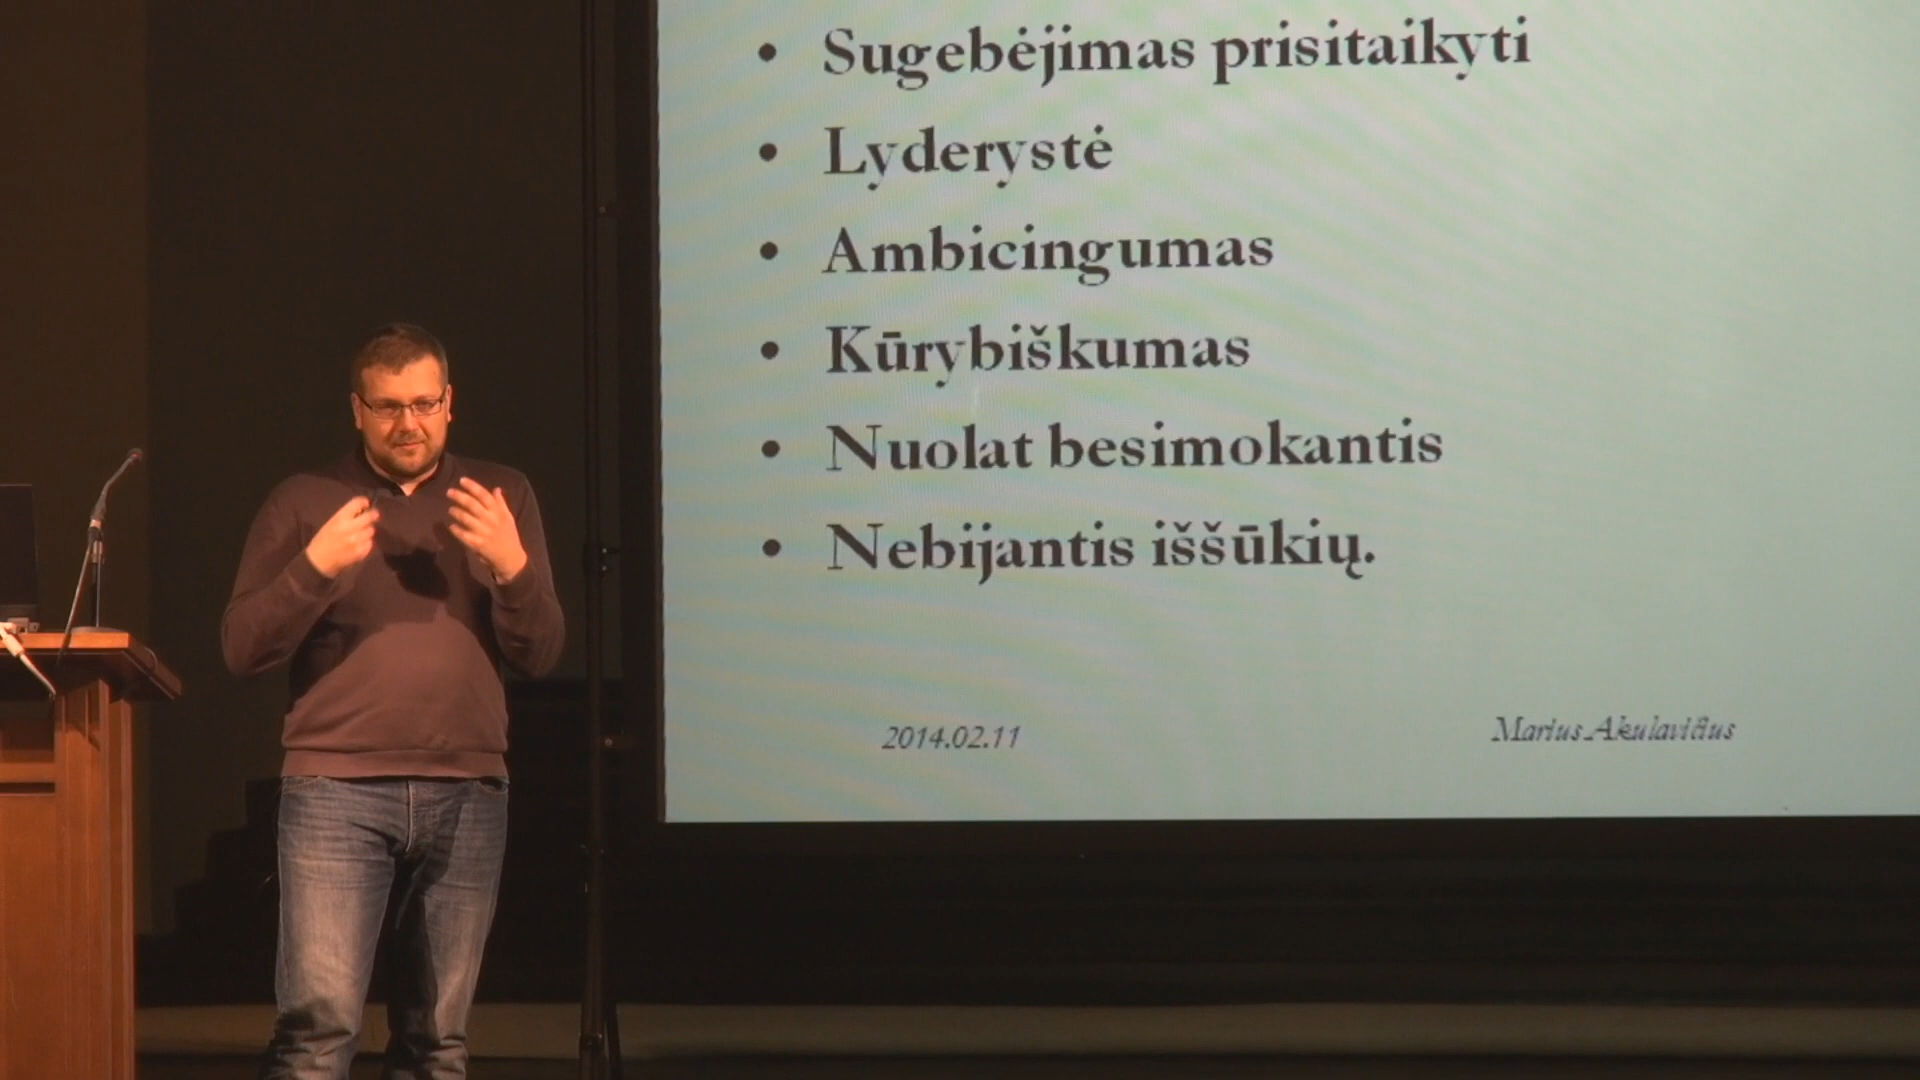 • Sugebėjimas prisitaikyti
• Lyderystė
• Ambicingumas
• Kūrybiškumas
• Nuolat besimokantis
• Nebijantis iššūkių.
2014.02.11
Marius Akulavičius